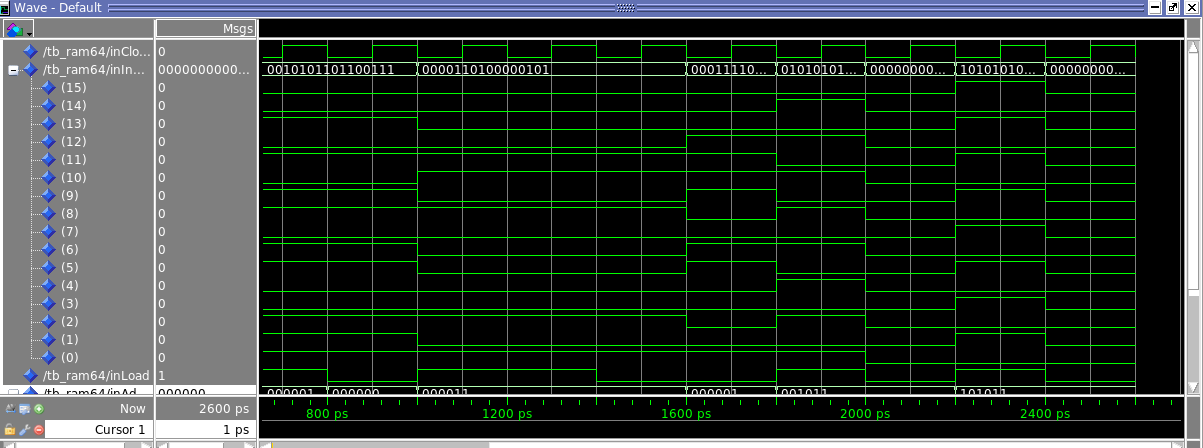 Wave - Default
Msgs
/tb_ram64/inClo... 0
/tb_ram64/inIn... 0000000000... 0010101101100111 0000110100000101 00011110... 01010101... 00000000... 10101010... 00000000...
(15) 0
(14) 0
(13) 0
(12) 0
(11) 0
(10) 0
(9) 0
(8) 0
(7) 0
(6) 0
(5) 0
(4) 0
(3) 0
(2) 0
(1) 0
(0) 0
/tb_ram64/inLoad 1
/tb_ram64/inAd... 000000 000001 000000 000011 000001 001011 101011
Now 2600 ps 800 ps 1200 ps 1600 ps 2000 ps 2400 ps
Cursor 1 1 ps